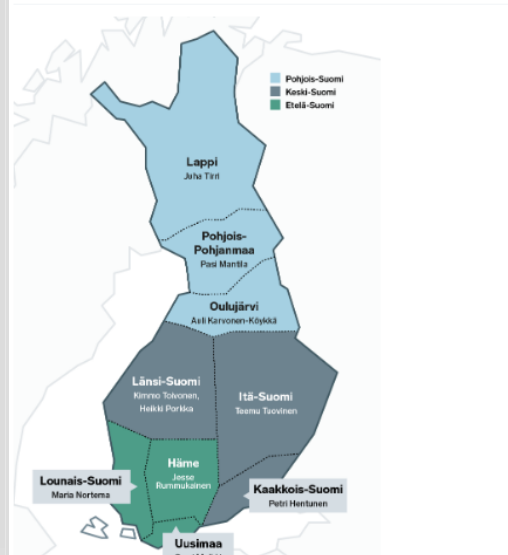 Pohjois-Suomi
Keski-Suomi
Etelä-Suomi
Lappi
Juha Tirri
Pohjois-
Pohjanmaa
Pasi Mantila
Oulujärvi
Auli Karvonen-Köykkä
Länsi-Suomi
Kimmo Toivonen,
Heikki Porkka
Itä-Suomi
Teemu Tuovinen
Häme
Jesse
Rummukainen
Lounais-Suomi
Maria Nortema
Kaakkois-Suomi
Petri Hentunen
Uusimaa